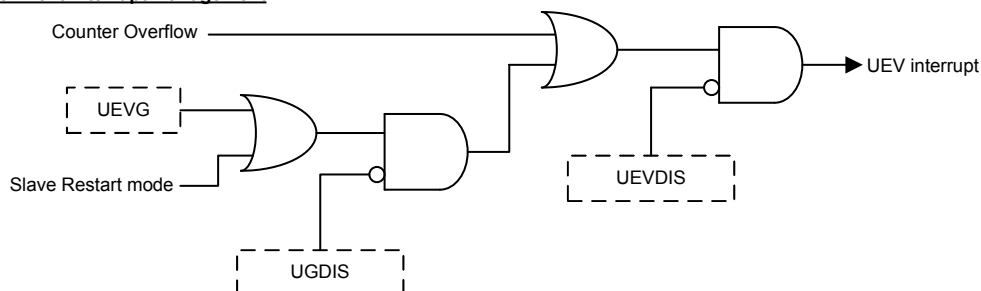 Counter Overflow
UEV interrupt
UEVG
Slave Restart mode
UEVDIS
UGDIS